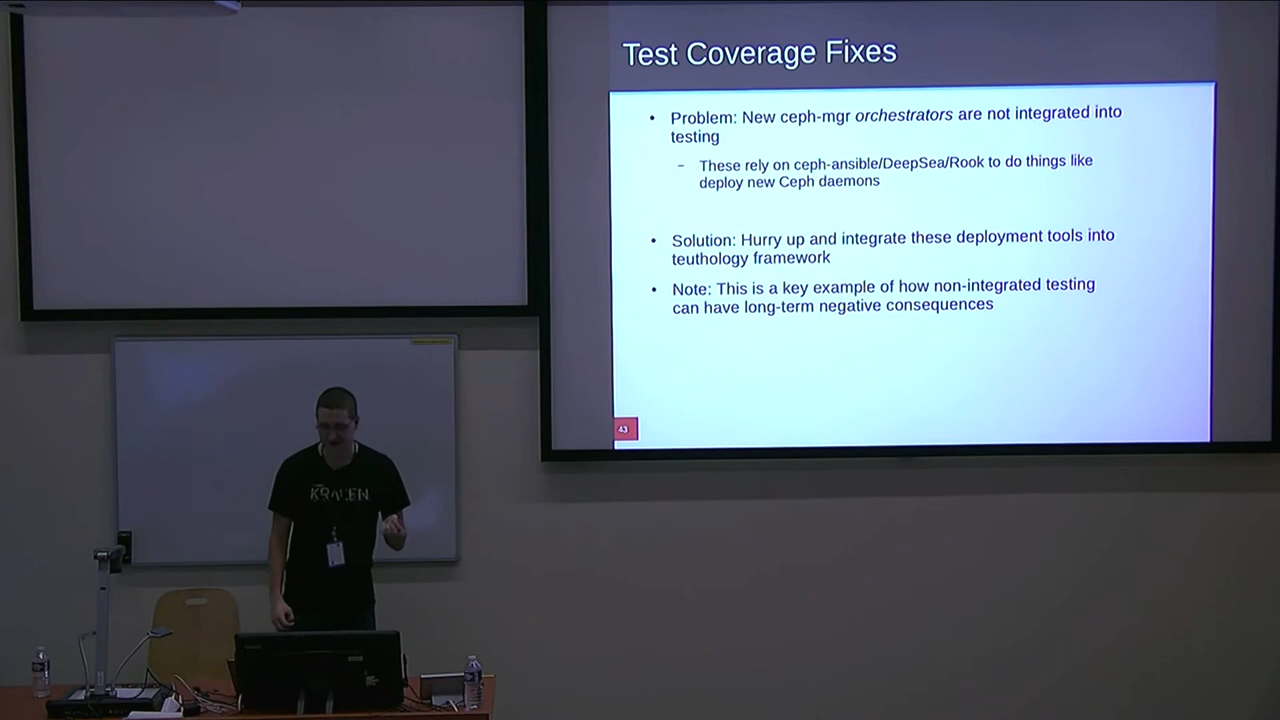 Test Coverage Fixes
• Problem: New ceph-mgr orchestrators are not integrated into
testing
– These rely on ceph-ansible/DeepSea/Rook to do things like
deploy new Ceph daemons
• Solution: Hurry up and integrate these deployment tools into
teuthology framework
• Note: This is a key example of how non-integrated testing
can have long-term negative consequences
43
KRAKEN